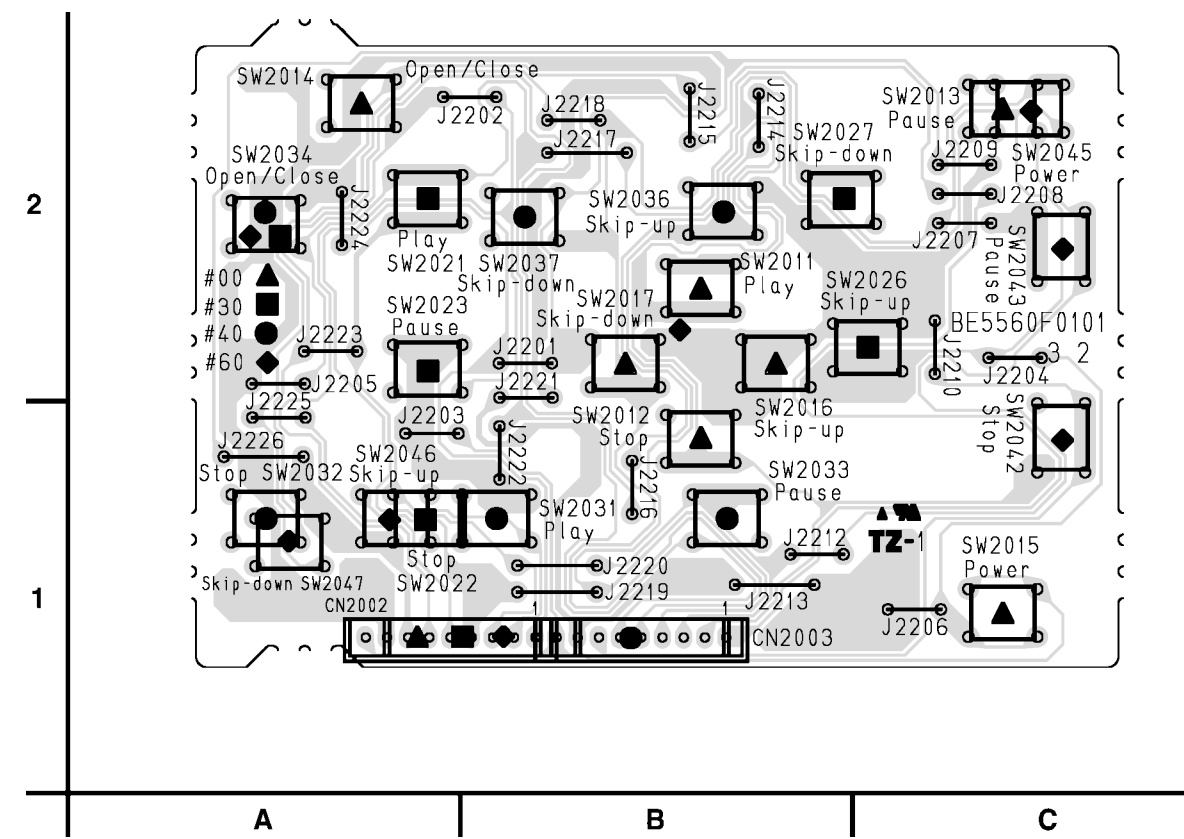 SW2014
Open/Close
J2202
J2218
J2217
J2215
J2214
SW2027
Skip-down
SW2013
Pause
J2209
SW2045
Power
J2208
J2207
SW2034
Open/Close
J2224
2
Play
SW2021
SW2037
Skip-down
SW2036
Skip-up
SW2011
Play
SW2026
Skip-up
Pause
SW2043
#00
#30
#40
#60
SW2023
Pause
SW2017
Skip-down
BE5560F0101
3 2
J2223
J2205
J2201
J2221
J2210
J2204
J2225
J2203
J2226
SW2012
Stop
SW2016
Skip-up
Stop
SW2042
Stop SW2032
SW2046
Skip-up
J2222
J2216
SW2033
Pause
SW2031
Play
TZ-1
J2212
SW2015
Power
Stop
SW2022
Skip-down SW2047
J2220
J2219
J2213
J2206
1
CN2002
1
1
CN2003
A
B
C